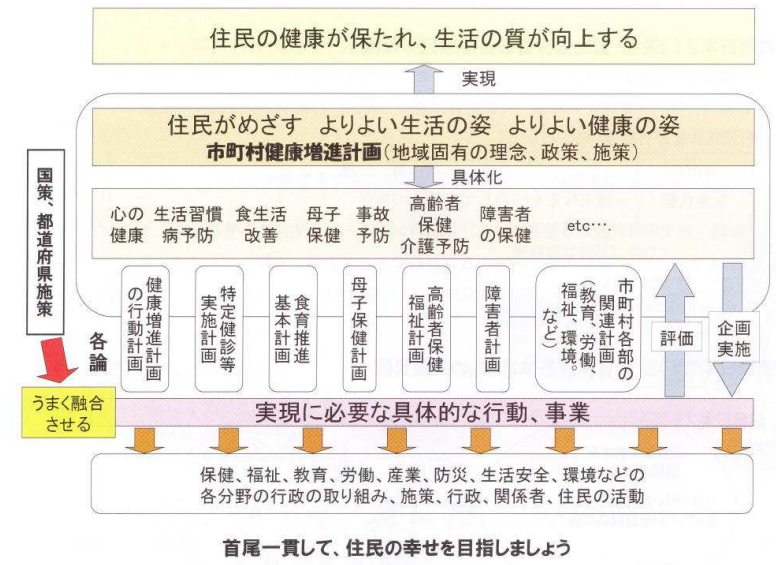 住民の健康が保たれ、生活の質が向上する
実現
住民がめざす　よりよい生活の姿　よりよい健康の姿
市町村健康増進計画（地域固有の理念、政策、施策）
具体化
国策、都道府県施策
心の
健康
生活習慣
病予防
食生活
改善
母子
保健
事故
予防
高齢者
保健
介護予防
障害者
の保健
etc….
各論
健康増進計画
の行動計画
特定健診等
実施計画
食育推進
基本計画
母子保健計画
高齢者保健
福祉計画
障害者計画
市町村各部の
関連計画
（教育、労働、
福祉、環境。
など）
評価
企画
実施
うまく融合
させる
実現に必要な具体的な行動、事業
保健、福祉、教育、労働、産業、防災、生活安全、環境などの
各分野の行政の取り組み、施策、行政、関係者、住民の活動
首尾一貫して、住民の幸せを目指しましょう